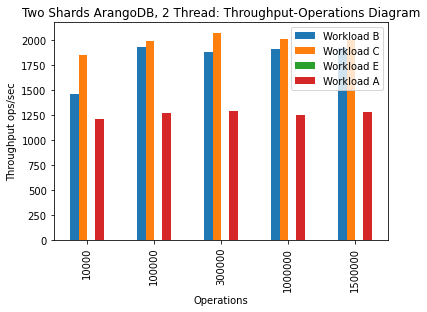 Two Shards ArangoDB, 2 Thread: Throughput-Operations Diagram
Workload B
Workload C
Workload E
Workload A
Throughput ops/sec
2000
1750
1500
1250
1000
750
500
250
0
10000
100000
300000
1000000
1500000
Operations